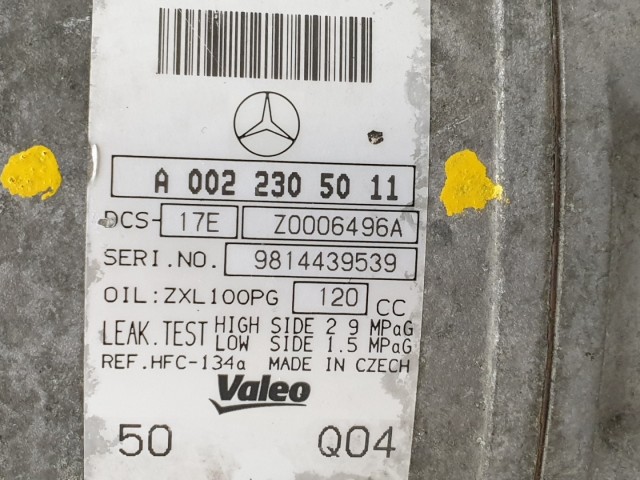 A 002 230 50 11
DCS-17E Z0006496A
SERI.NO. 9814439539
OIL:ZXL100PG 120 CC
LEAK.TEST HIGH SIDE 2 9 MPaG
LOW SIDE 1.5 MPaG
REF.HFC-134a MADE IN CZECH
Valeo
50 Q04